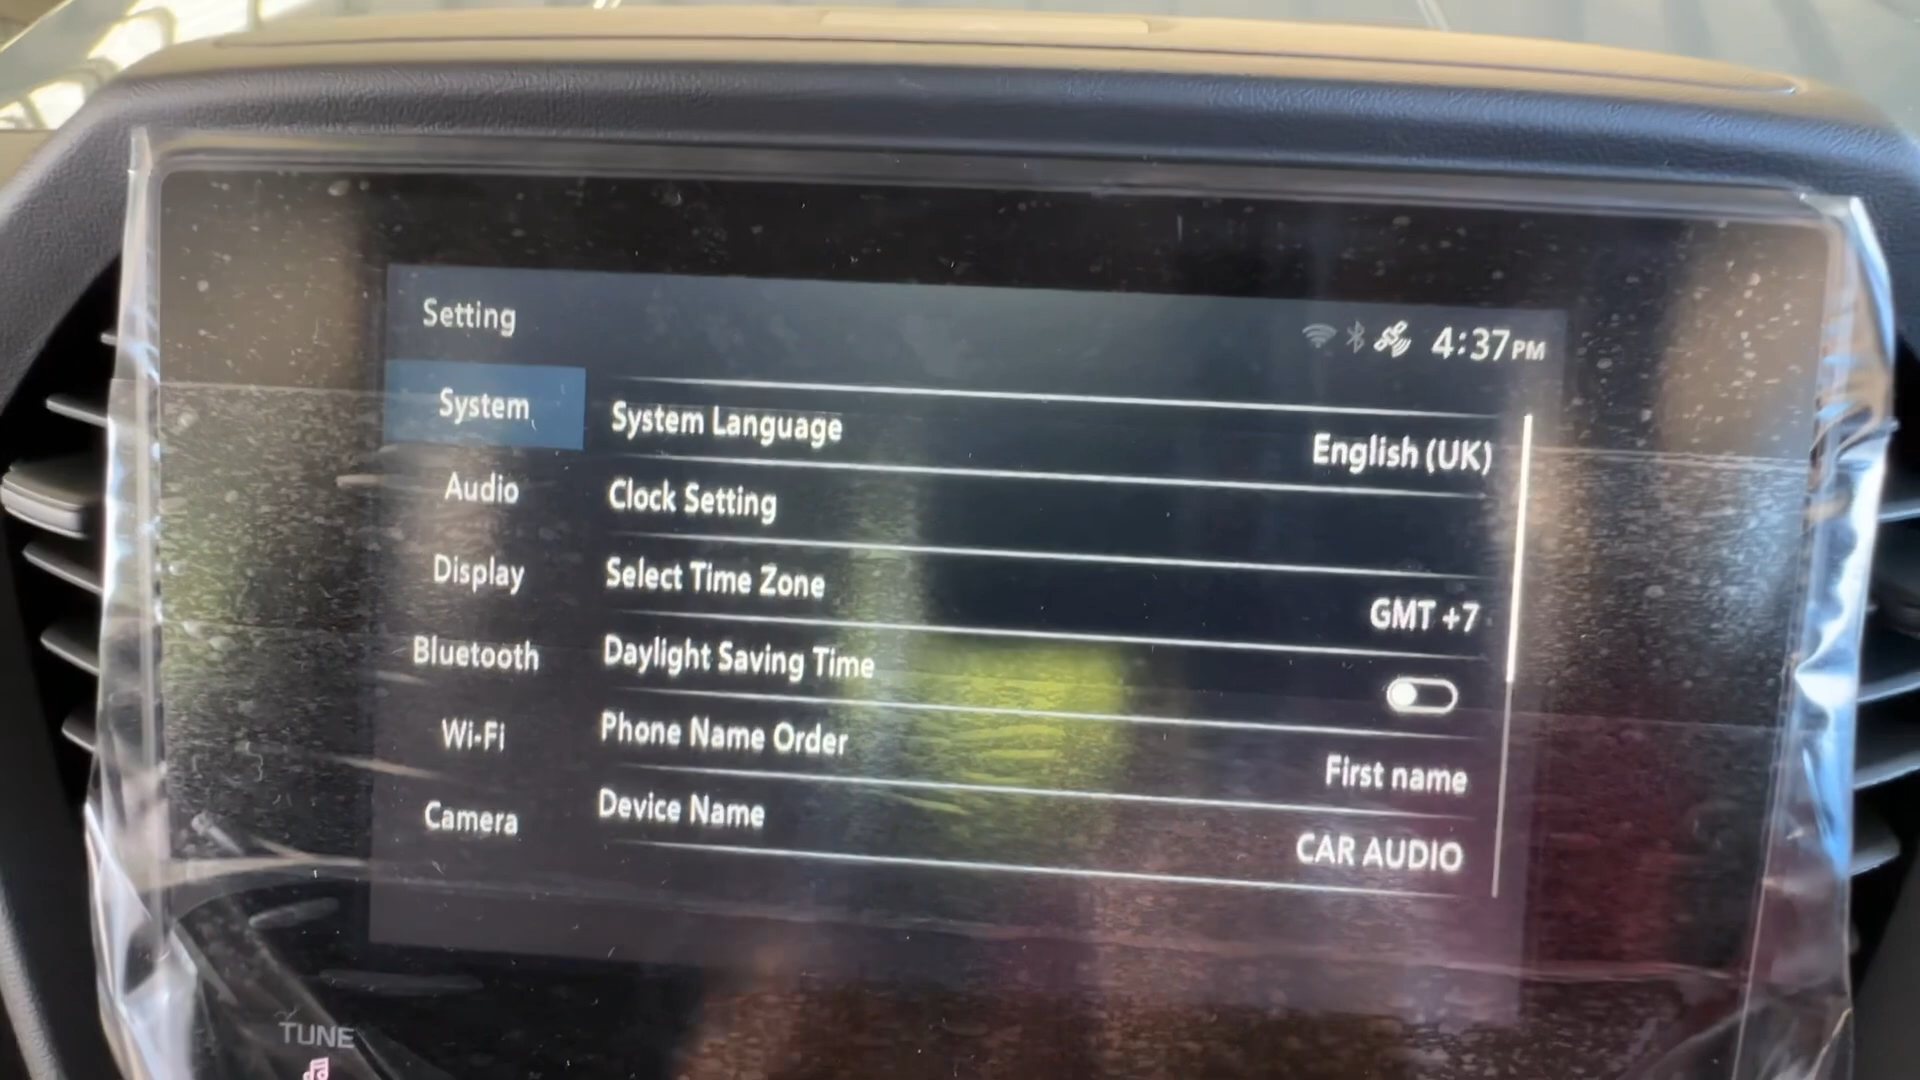 Setting
4:37PM
System
Audio
Display
Bluetooth
Wi-Fi
Camera
System Language
English (UK)
Clock Setting
Select Time Zone
GMT +7
Daylight Saving Time
Phone Name Order
First name
Device Name
CAR AUDIO
TUNE